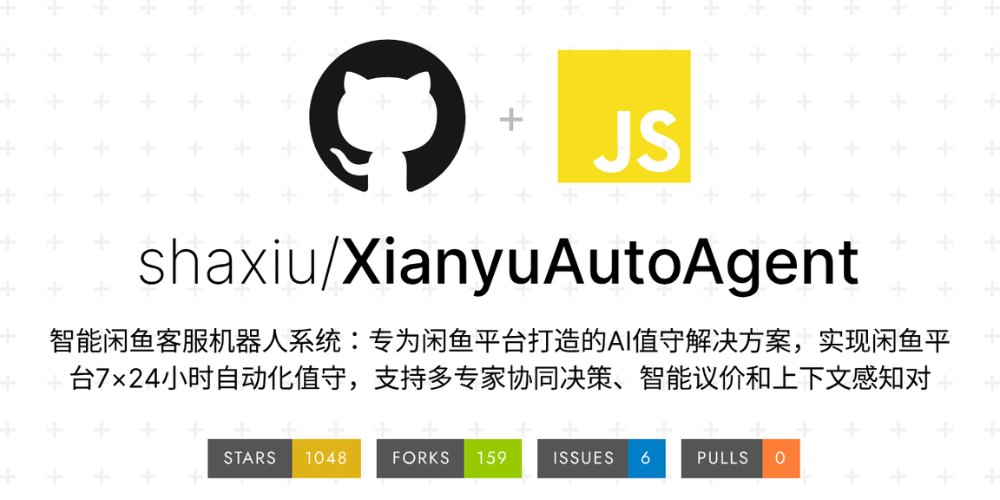 JS
shaxiu/XianyuAutoAgent
智能闲鱼客服机器人系统：专为闲鱼平台打造的AI值守解决方案，实现闲鱼平
台7×24小时自动化值守，支持多专家协同决策、智能议价和上下文感知对
STARS 1048 FORKS 159 ISSUES 6 PULLS 0